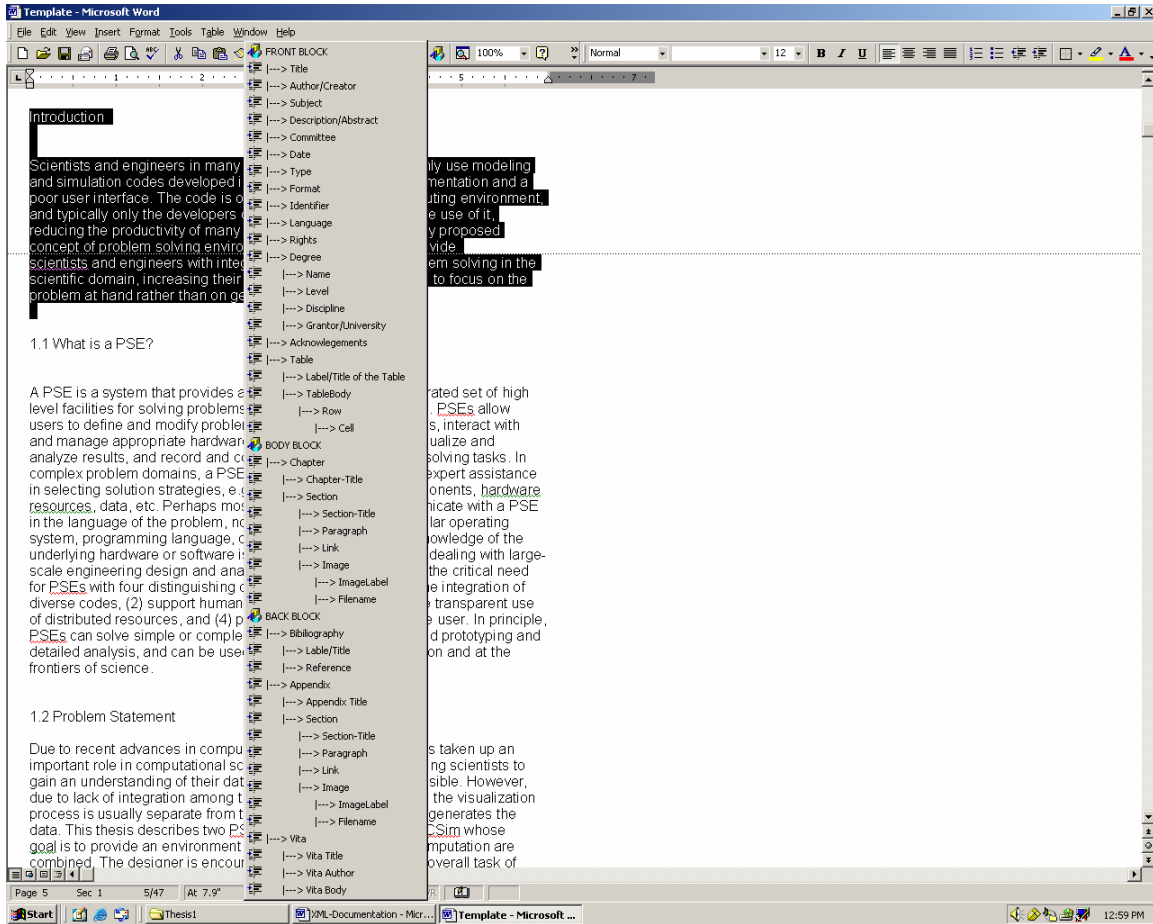 Template - Microsoft Word
File Edit View Insert Format Tools Table Window Help
100% Normal 12 B I U A
1 2 5 7
FRONT BLOCK
|---> Title
|---> Author/Creator
|---> Subject
|---> Description/Abstract
|---> Committee
|---> Date
|---> Type
|---> Format
|---> Identifier
|---> Language
|---> Rights
|---> Degree
|---> Name
|---> Level
|---> Discipline
|---> Grantor/University
|---> Acknowlegements
|---> Table
|---> Label/Title of the Table
|---> TableBody
|---> Row
|---> Cell
BODY BLOCK
|---> Chapter
|---> Chapter-Title
|---> Section
|---> Section-Title
|---> Paragraph
|---> Link
|---> Image
|---> ImageLabel
|---> Filename
BACK BLOCK
|---> Bibiliography
|---> Lable/Title
|---> Reference
|---> Appendix
|---> Appendix Title
|---> Section
|---> Section-Title
|---> Paragraph
|---> Link
|---> Image
|---> ImageLabel
|---> Filename
|---> Vita
|---> Vita Title
|---> Vita Author
|---> Vita Body
Introduction
Scientists and engineers in many nly use modeling
and simulation codes developed i mentation and a
poor user interface. The code is o uting environment,
and typically only the developers e use of it,
reducing the productivity of many y proposed
concept of problem solving enviro vide
scientists and engineers with inte em solving in the
scientific domain, increasing their to focus on the
problem at hand rather than on ge
1.1 What is a PSE?
A PSE is a system that provides a rated set of high
level facilities for solving problems . PSEs allow
users to define and modify proble s, interact with
and manage appropriate hardwar ualize and
analyze results, and record and co solving tasks. In
complex problem domains, a PSE expert assistance
in selecting solution strategies, e.g onents, hardware
resources, data, etc. Perhaps mos nicate with a PSE
in the language of the problem, no lar operating
system, programming language, o owledge of the
underlying hardware or software is dealing with large-
scale engineering design and ana the critical need
for PSEs with four distinguishing c e integration of
diverse codes, (2) support human e transparent use
of distributed resources, and (4) p e user. In principle,
PSEs can solve simple or comple d prototyping and
detailed analysis, and can be use on and at the
frontiers of science.
1.2 Problem Statement
Due to recent advances in compu s taken up an
important role in computational sc ng scientists to
gain an understanding of their dat sible. However,
due to lack of integration among t the visualization
process is usually separate from t generates the
data. This thesis describes two PS CSim whose
goal is to provide an environment mputation are
combined. The designer is encour overall task of
Page 5 Sec 1 5/47 At 7.9"
Start Thesis1 XML-Documentation - Micr... Template - Microsoft ... 12:59 PM